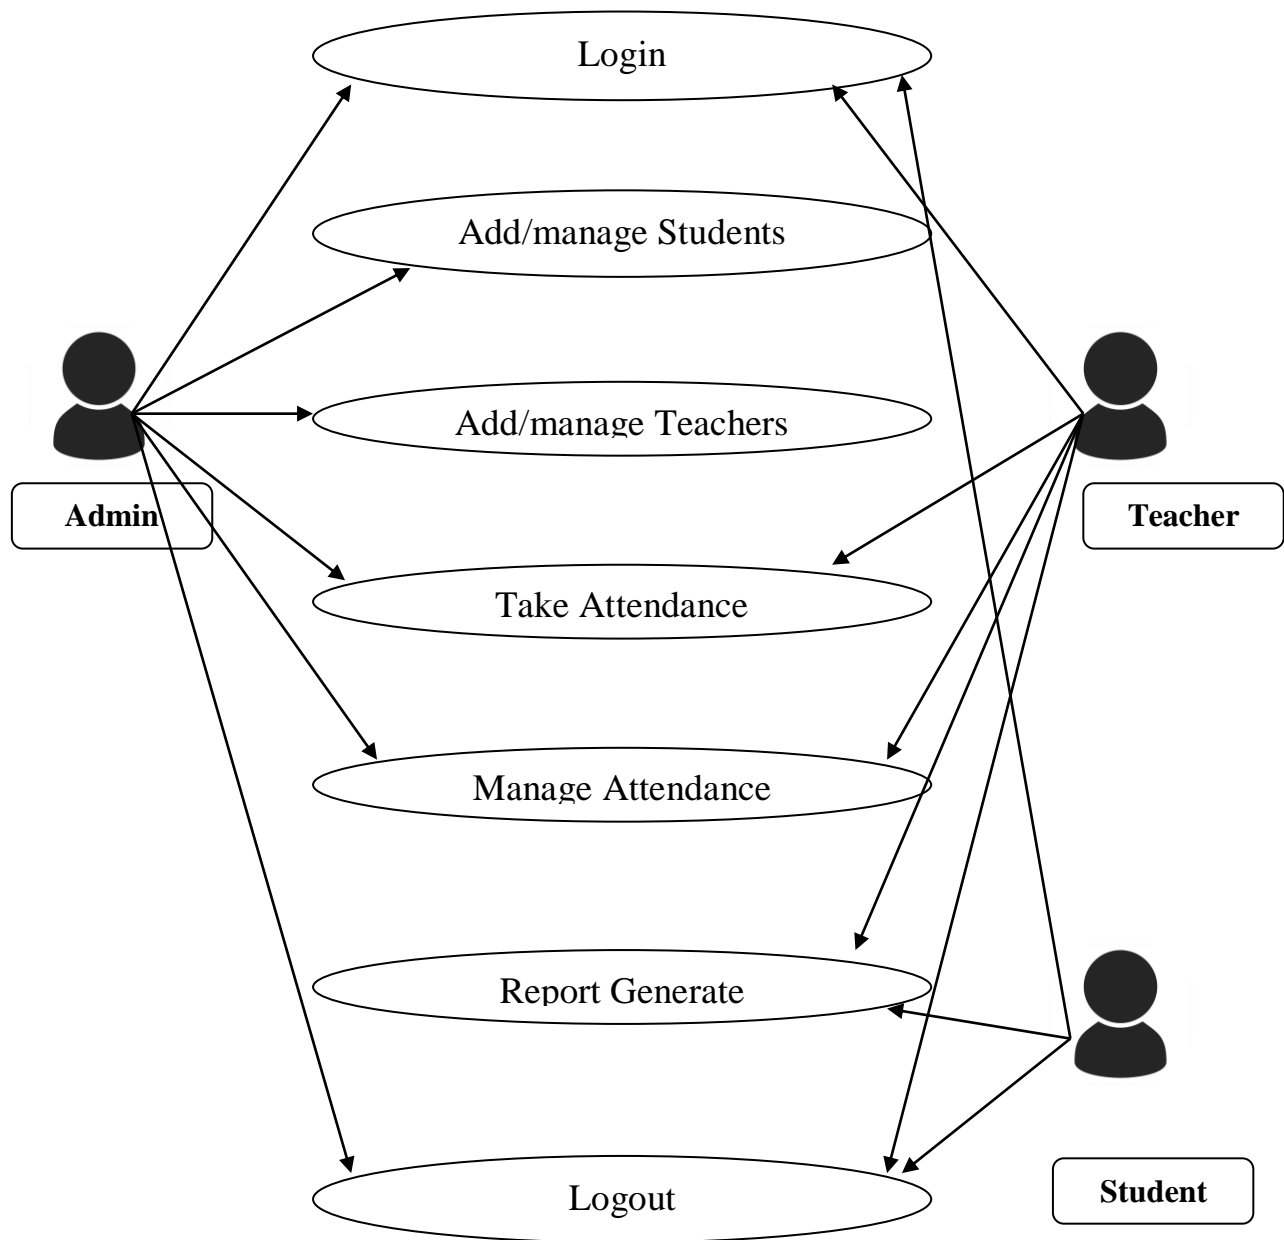 Login
Add/manage Students
Add/manage Teachers
Admin
Teacher
Take Attendance
Manage Attendance
Report Generate
Student
Logout